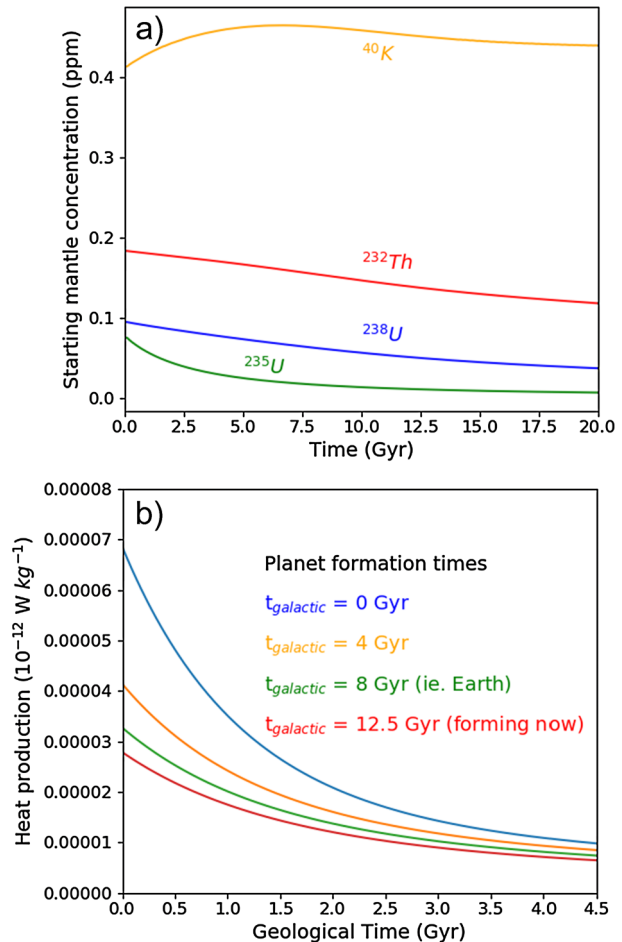 a)
Starting mantle concentration (ppm)
0.4
0.3
0.2
0.1
0.0
⁴⁰K
²³²Th
²³⁸U
²³⁵U
0.0 2.5 5.0 7.5 10.0 12.5 15.0 17.5 20.0
Time (Gyr)
b)
Heat production (10⁻¹² W kg⁻¹)
0.00008
0.00007
0.00006
0.00005
0.00004
0.00003
0.00002
0.00001
0.00000
Planet formation times
t_galactic = 0 Gyr
t_galactic = 4 Gyr
t_galactic = 8 Gyr (ie. Earth)
t_galactic = 12.5 Gyr (forming now)
0.0 0.5 1.0 1.5 2.0 2.5 3.0 3.5 4.0 4.5
Geological Time (Gyr)